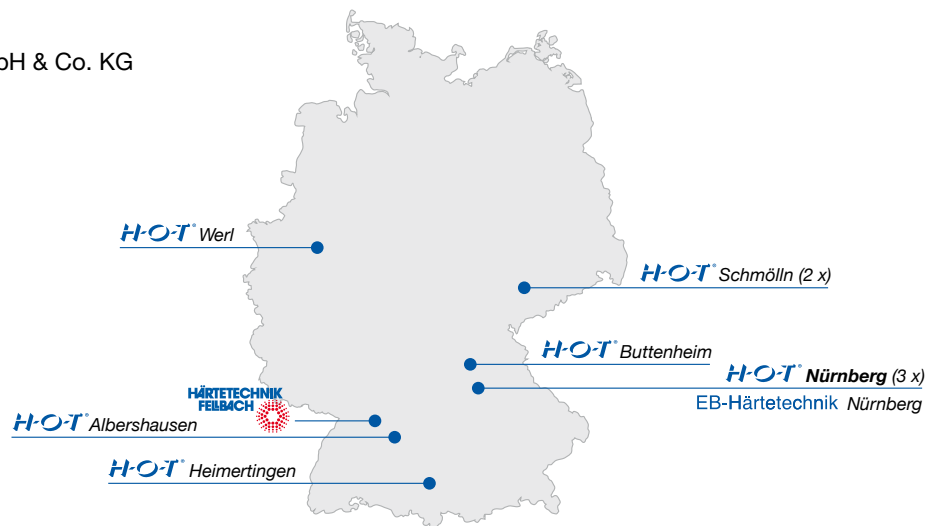 bH & Co. KG
H-O-T® Werl
H-O-T® Schmölln (2 x)
H-O-T® Buttenheim
H-O-T® Nürnberg (3 x)
EB-Härtetechnik Nürnberg
HÄRTETECHNIK
FELLBACH
H-O-T® Albershausen
H-O-T® Heimertingen